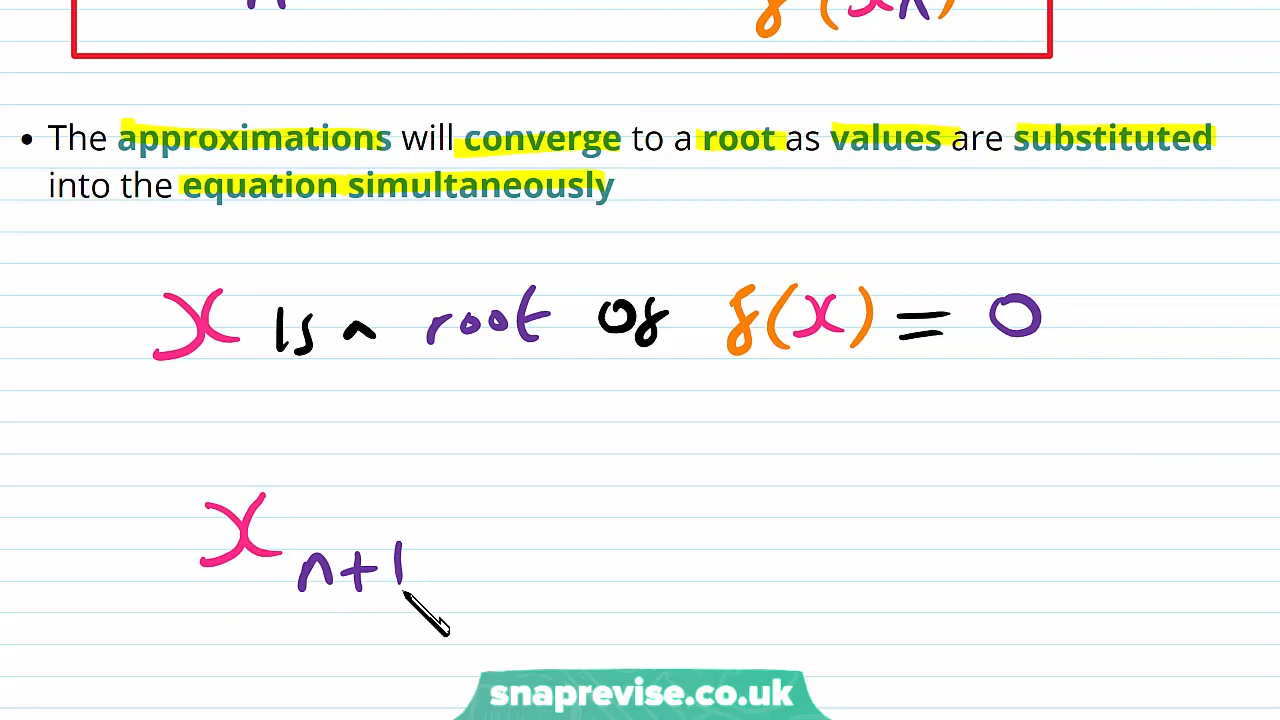 f(xn)
• The approximations will converge to a root as values are substituted
into the equation simultaneously
x is a root of f(x) = 0
x n+1
snaprevise.co.uk